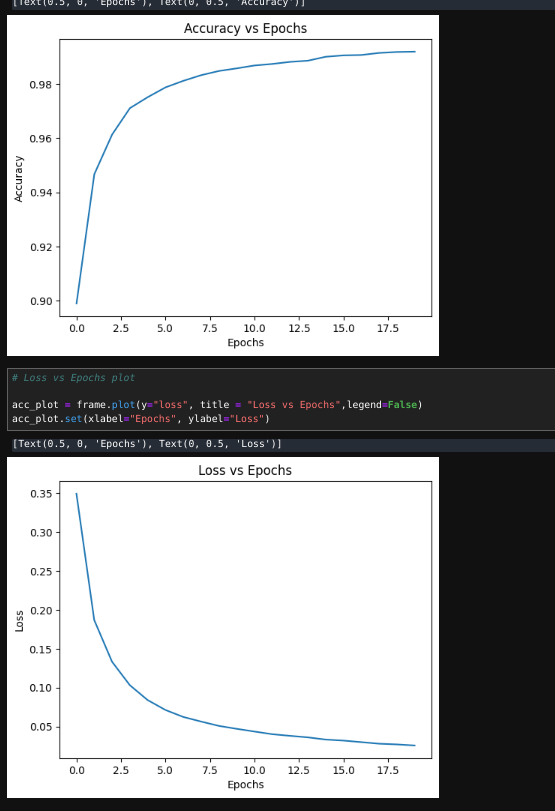 [Text(0.5, 0, 'Epochs'), Text(0, 0.5, 'Accuracy')]
Accuracy vs Epochs
0.98
0.96
0.94
0.92
0.90
Accuracy
0.0 2.5 5.0 7.5 10.0 12.5 15.0 17.5
Epochs
# Loss vs Epochs plot
acc_plot = frame.plot(y="loss", title = "Loss vs Epochs",legend=False)
acc_plot.set(xlabel="Epochs", ylabel="Loss")
[Text(0.5, 0, 'Epochs'), Text(0, 0.5, 'Loss')]
Loss vs Epochs
0.35
0.30
0.25
0.20
0.15
0.10
0.05
Loss
0.0 2.5 5.0 7.5 10.0 12.5 15.0 17.5
Epochs